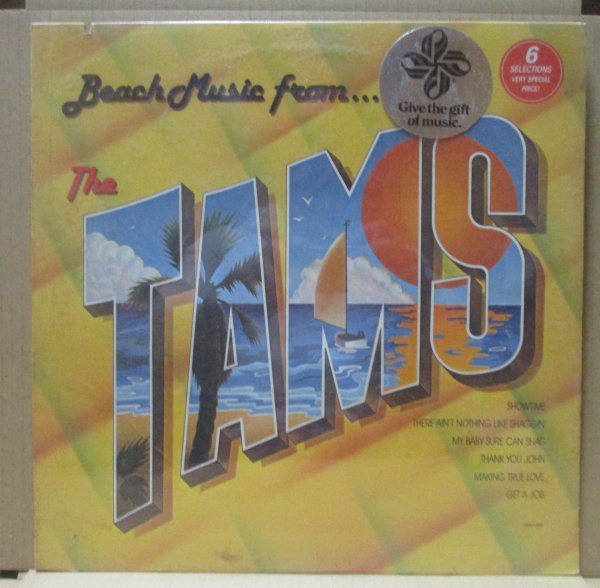 Beach Music from...
Give the gift
of music.
6
SELECTIONS
VERY SPECIAL
PRICE!
The
TAMS
SHOWTIME
THERE AIN'T NOTHING LIKE SHAGGIN'
MY BABY SURE CAN SHAG
THANK YOU JOHN
MAKING TRUE LOVE
GET A JOB